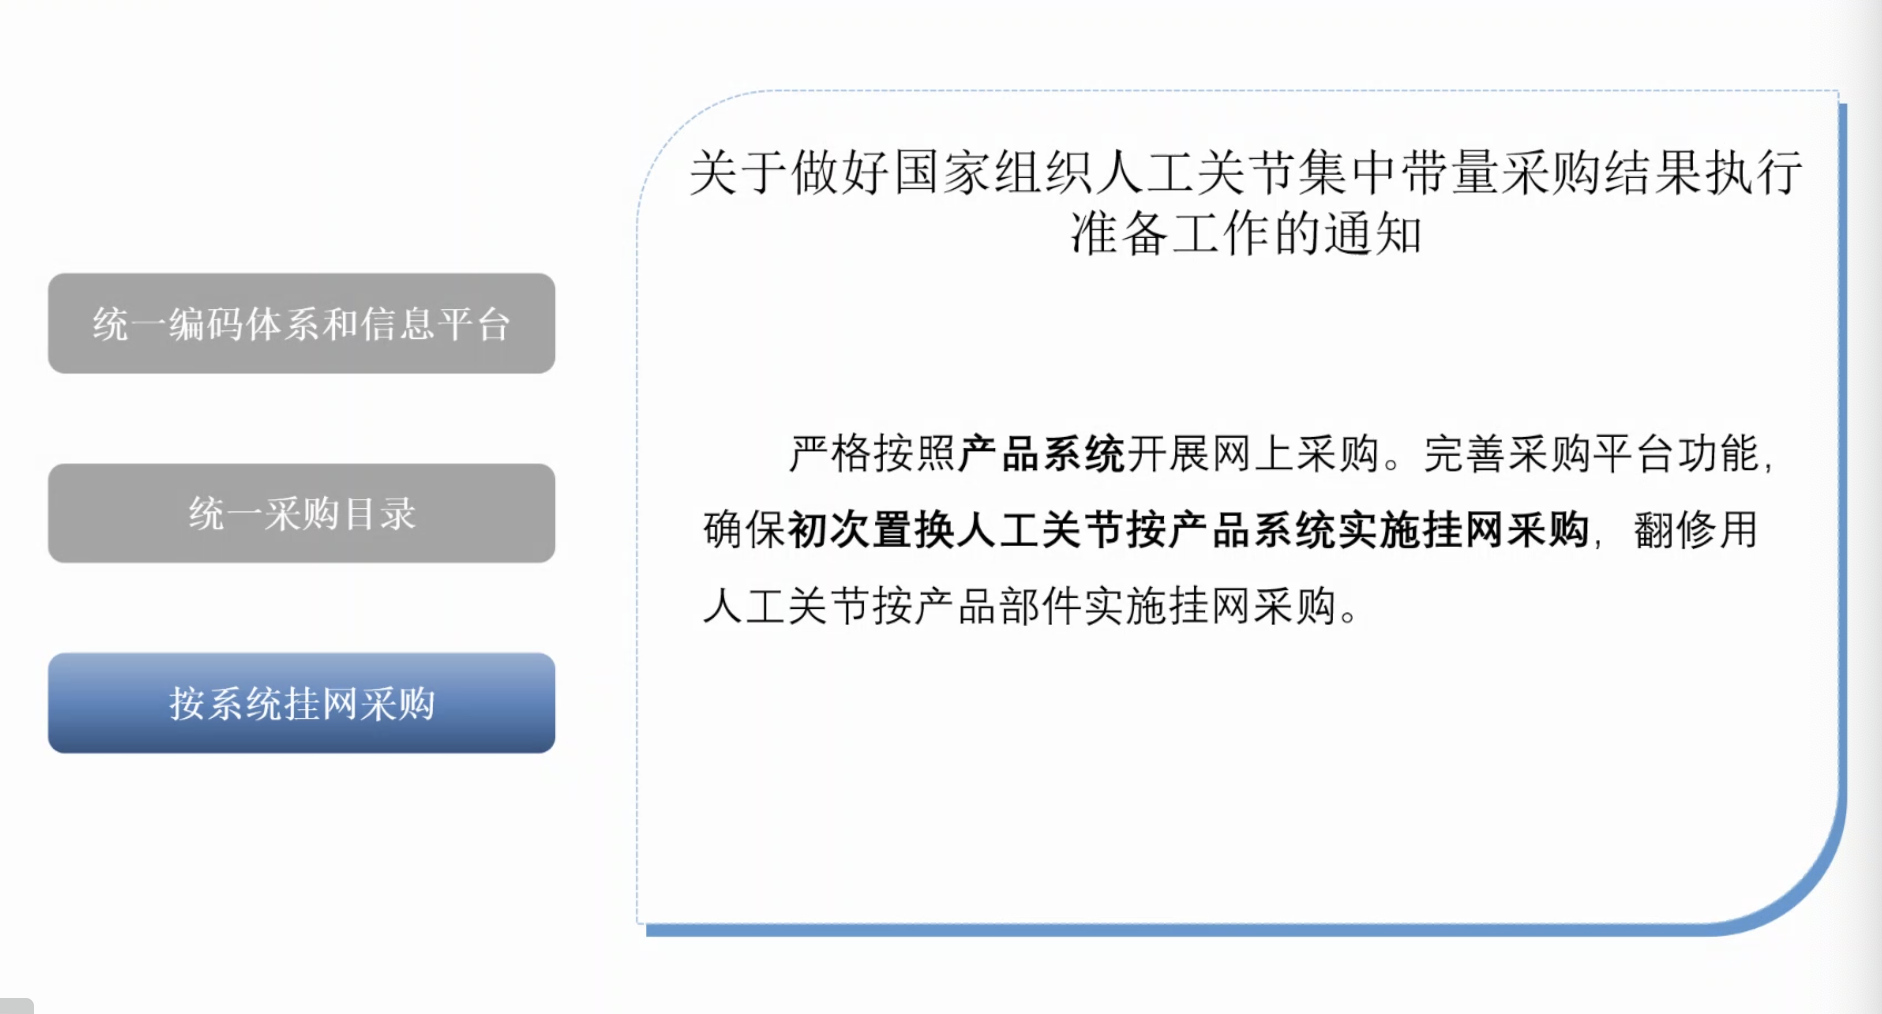 关于做好国家组织人工关节集中带量采购结果执行
准备工作的通知
统一编码体系和信息平台
统一采购目录
按系统挂网采购
严格按照产品系统开展网上采购。完善采购平台功能，
确保初次置换人工关节按产品系统实施挂网采购，翻修用
人工关节按产品部件实施挂网采购。